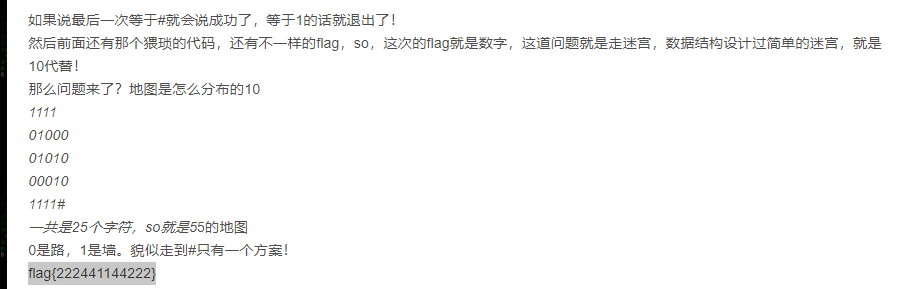 如果说最后一次等于#就会说成功了，等于1的话就退出了！
然后前面还有那个猥琐的代码，还有不一样的flag，so，这次的flag就是数字，这道问题就是走迷宫，数据结构设计过简单的迷宫，就是
10代替！
那么问题来了？地图是怎么分布的10
1111
01000
01010
00010
1111#
一共是25个字符，so就是55的地图
0是路，1是墙。貌似走到#只有一个方案！
flag{222441144222}